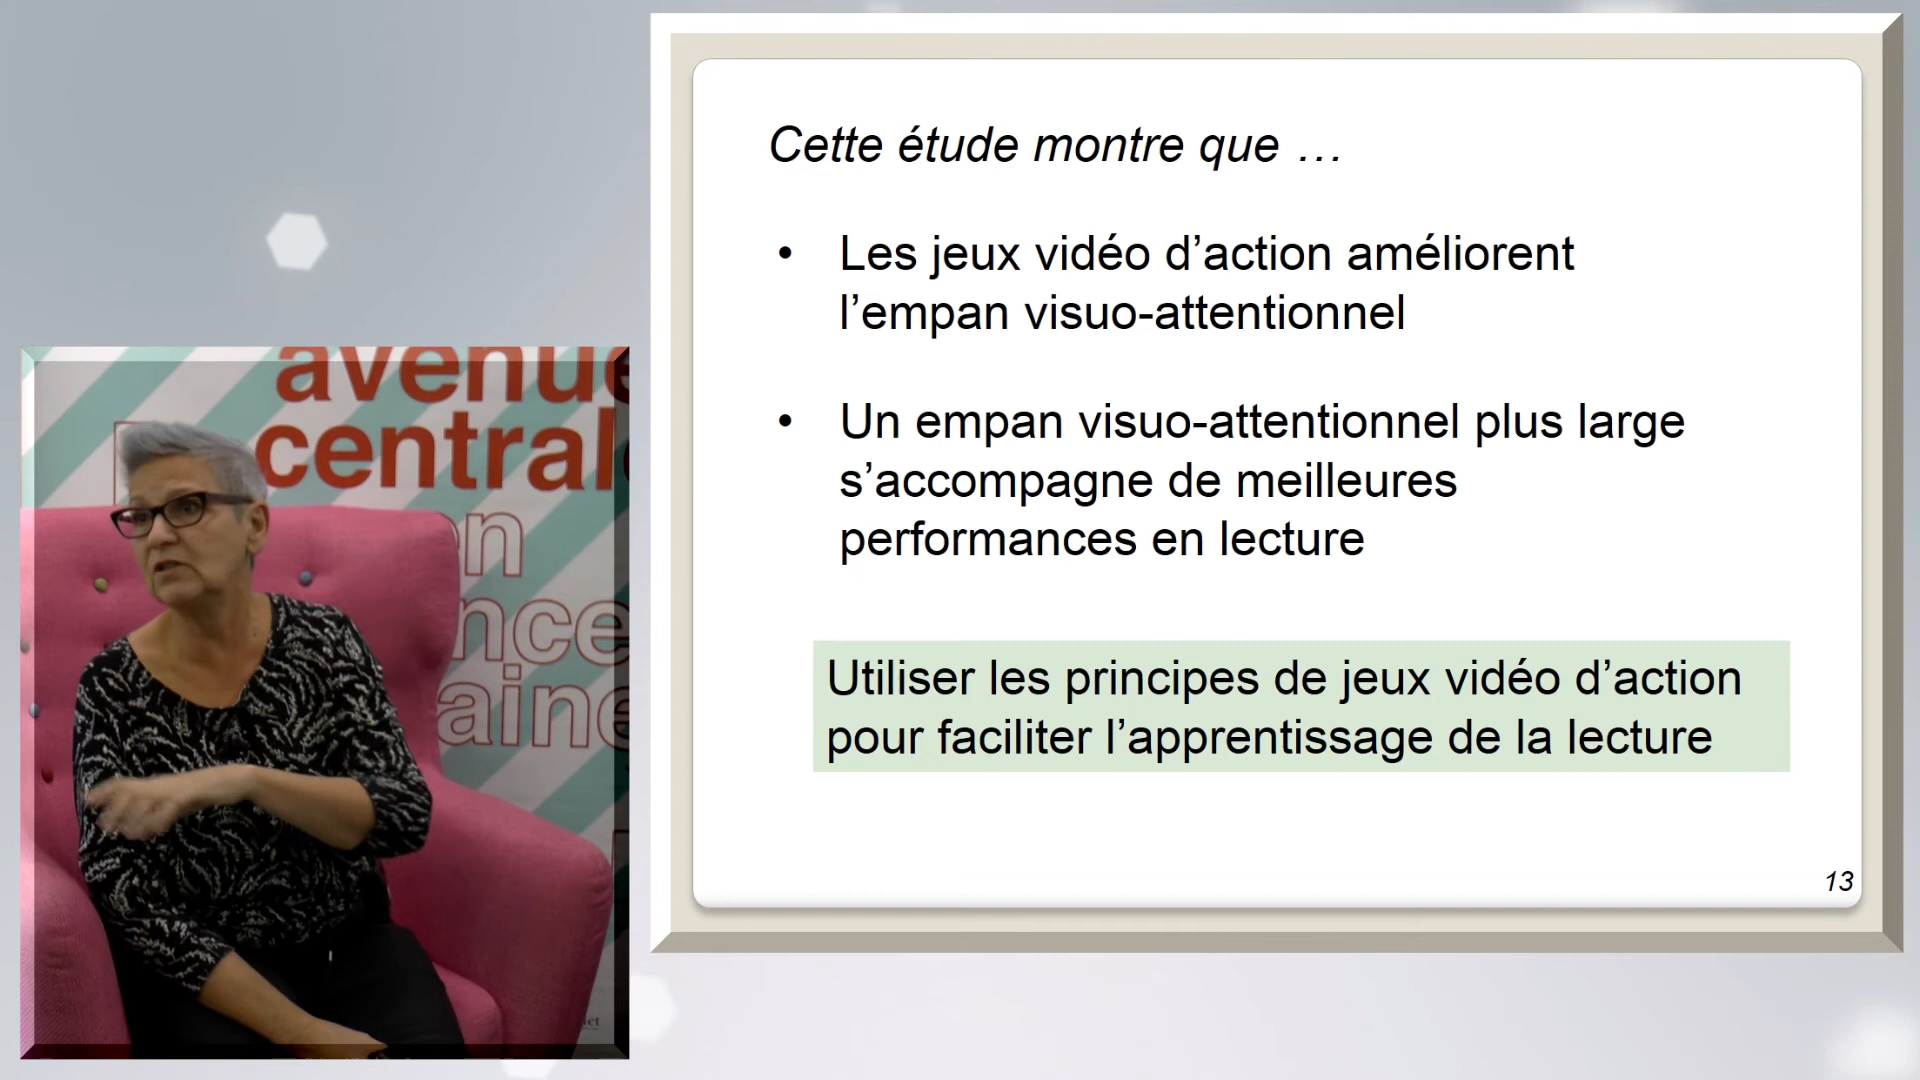 Cette étude montre que …
• Les jeux vidéo d’action améliorent
l’empan visuo-attentionnel
• Un empan visuo-attentionnel plus large
s’accompagne de meilleures
performances en lecture
Utiliser les principes de jeux vidéo d’action
pour faciliter l’apprentissage de la lecture
13
avenue
central